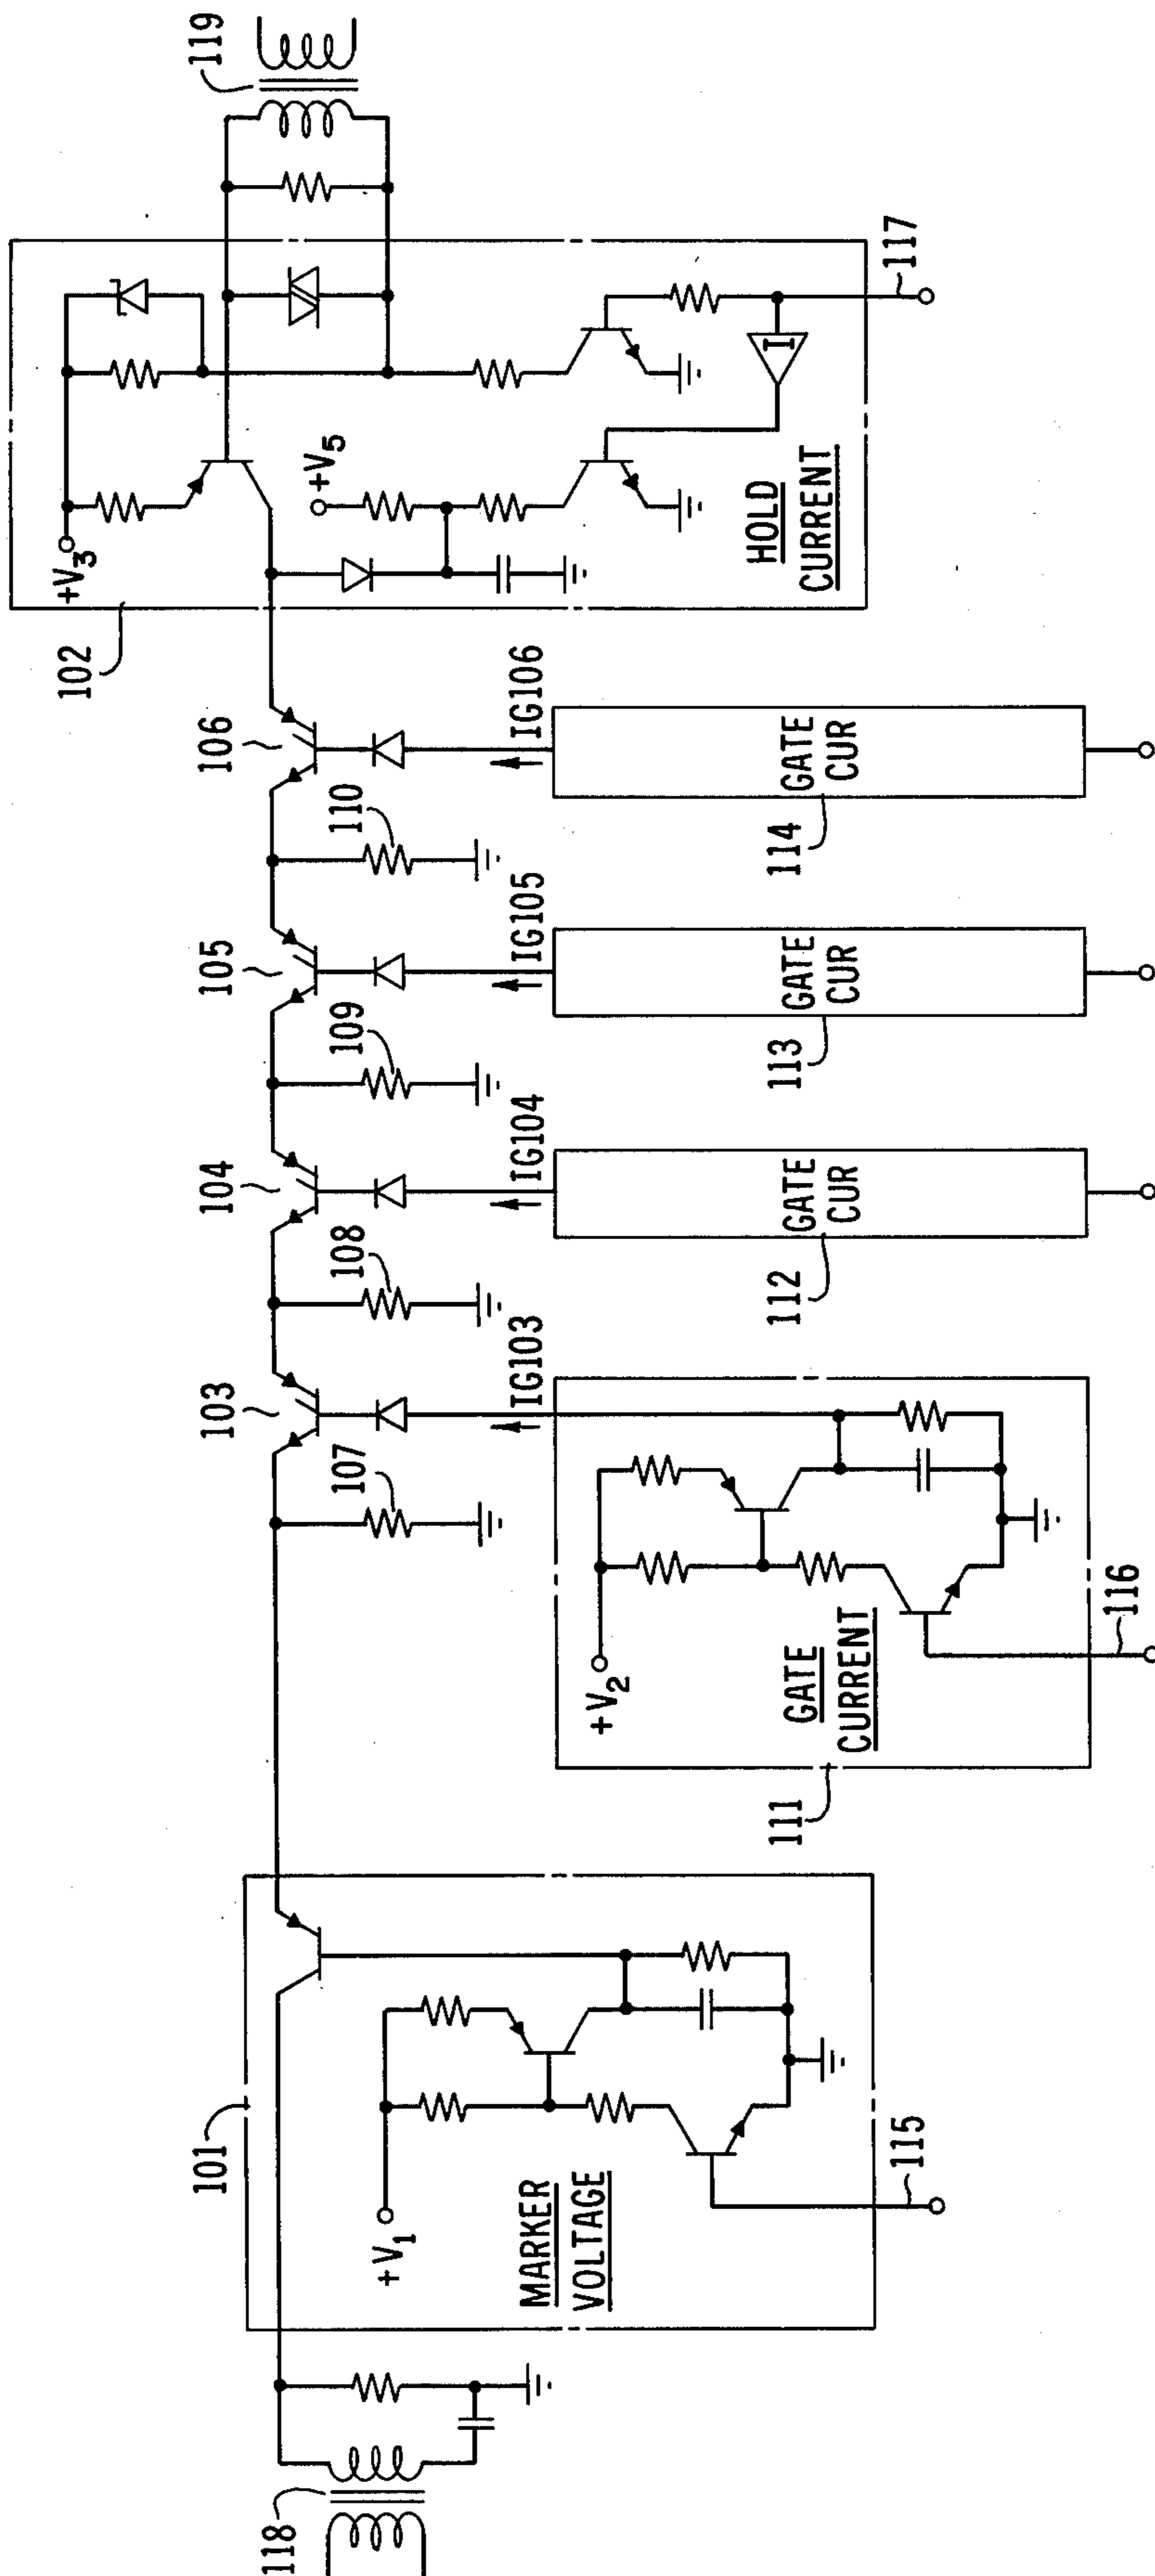 118
101
+V1
MARKER
VOLTAGE
115
107
103
IG103
111
+V2
GATE
CURRENT
116
108
104
IG104
112
GATE
CUR
109
105
IG105
113
GATE
CUR
110
106
IG106
114
GATE
CUR
102
+V3
+V5
HOLD
CURRENT
I
117
119